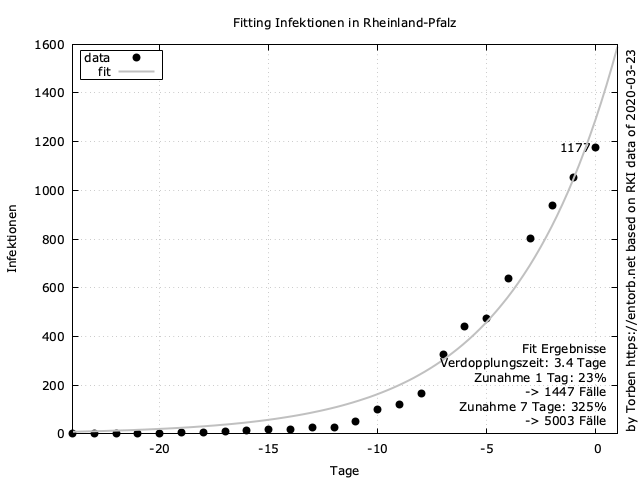 Fitting Infektionen in Rheinland-Pfalz
data
fit
1600
1400
1200
1000
800
600
400
200
0
Infektionen
1177
Fit Ergebnisse
Verdopplungszeit: 3.4 Tage
Zunahme 1 Tag: 23%
-> 1447 Fälle
Zunahme 7 Tage: 325%
-> 5003 Fälle
-20 -15 -10 -5 0
Tage
by Torben https://entorb.net based on RKI data of 2020-03-23